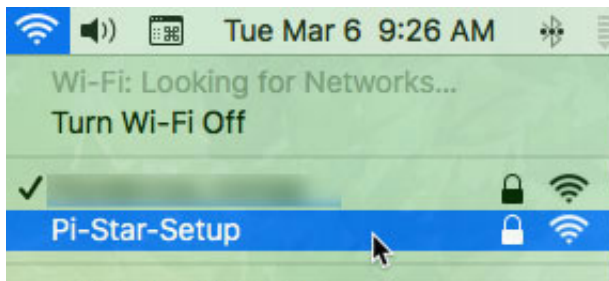 Tue Mar 6 9:26 AM
Wi-Fi: Looking for Networks...
Turn Wi-Fi Off
Pi-Star-Setup